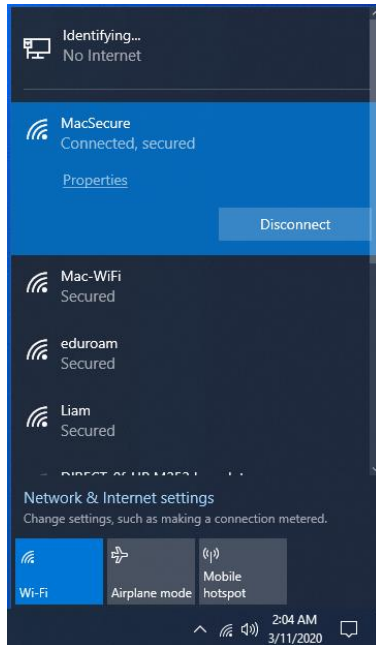 Identifying...
No Internet
MacSecure
Connected, secured
Properties
Disconnect
Mac-WiFi
Secured
eduroam
Secured
Liam
Secured
Network & Internet settings
Change settings, such as making a connection metered.
Wi-Fi
Airplane mode
Mobile
hotspot
2:04 AM
3/11/2020